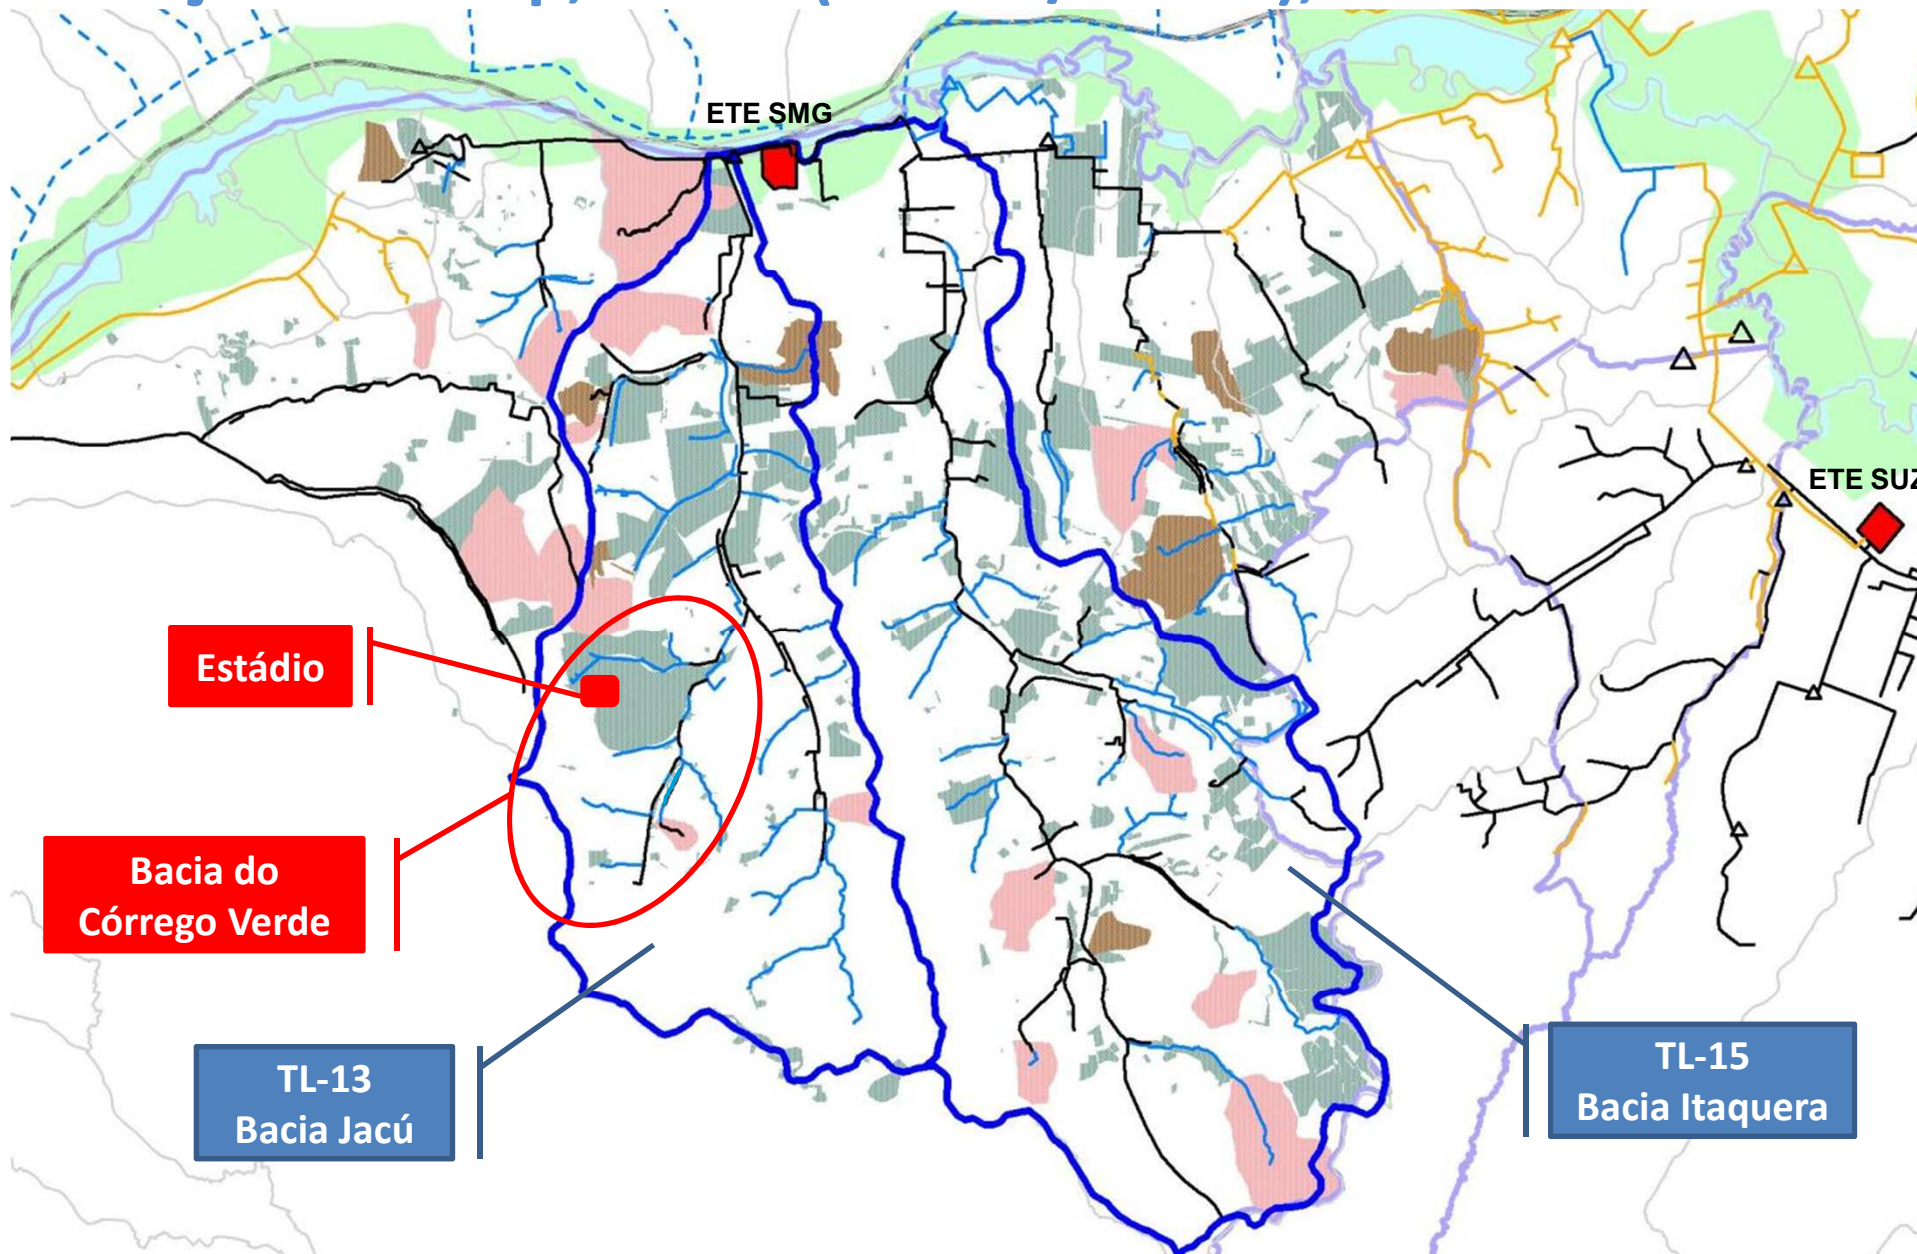 ETE SMG
ETE SUZ
Estádio
Bacia do
Córrego Verde
TL-13
Bacia Jacú
TL-15
Bacia Itaquera